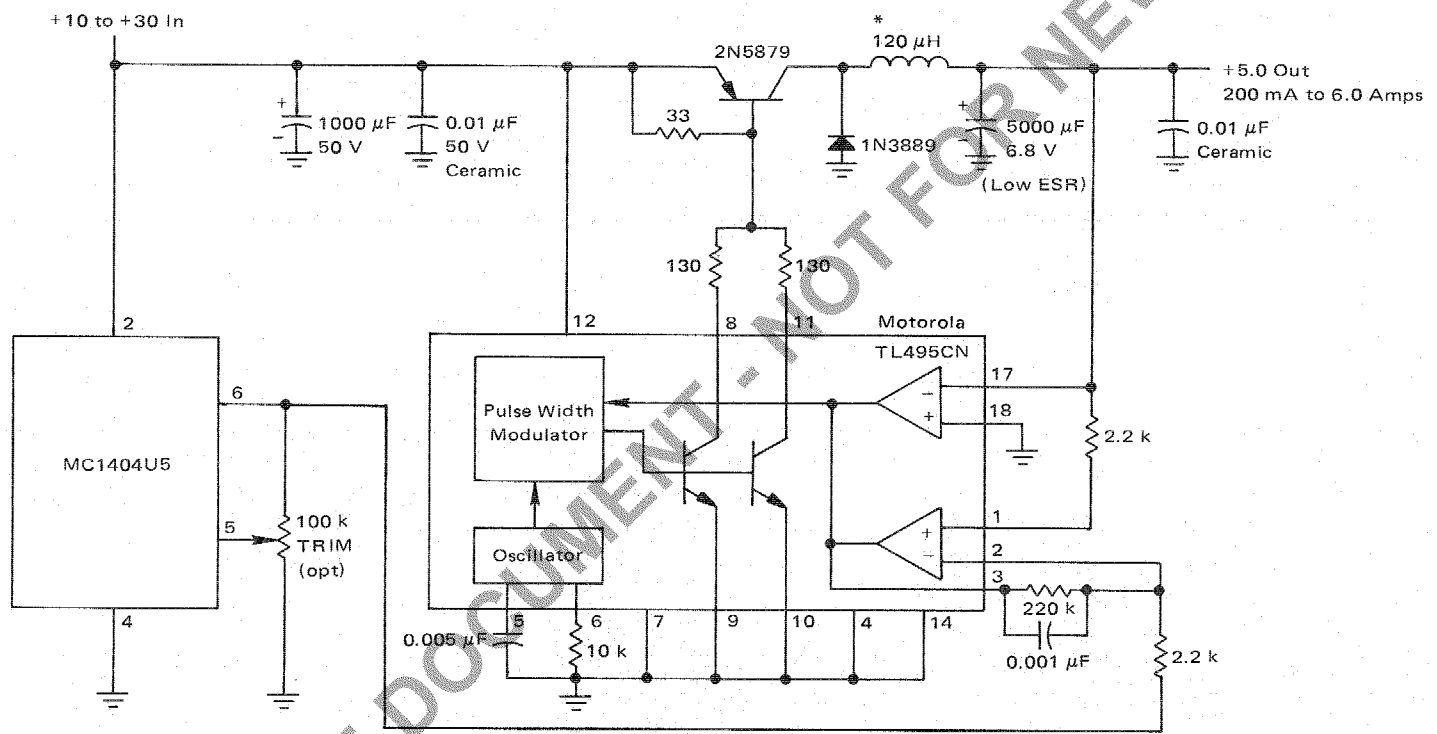 +10 to +30 In
*
120 µH
2N5879
+5.0 Out
200 mA to 6.0 Amps
+
1000 µF
-
50 V
0.01 µF
50 V
Ceramic
33
1N3889
+
5000 µF
-
6.8 V
(Low ESR)
0.01 µF
Ceramic
130
130
2
12
8
11
Motorola
TL495CN
17
-
18
+
2.2 k
6
Pulse Width
Modulator
MC1404U5
5
100 k
TRIM
(opt)
1
+
2
-
3
Oscillator
220 k
0.001 µF
2.2 k
4
5
6
7
9
10
4
14
0.005 µF
10 k
DOCUMENT - NOT FOR NE